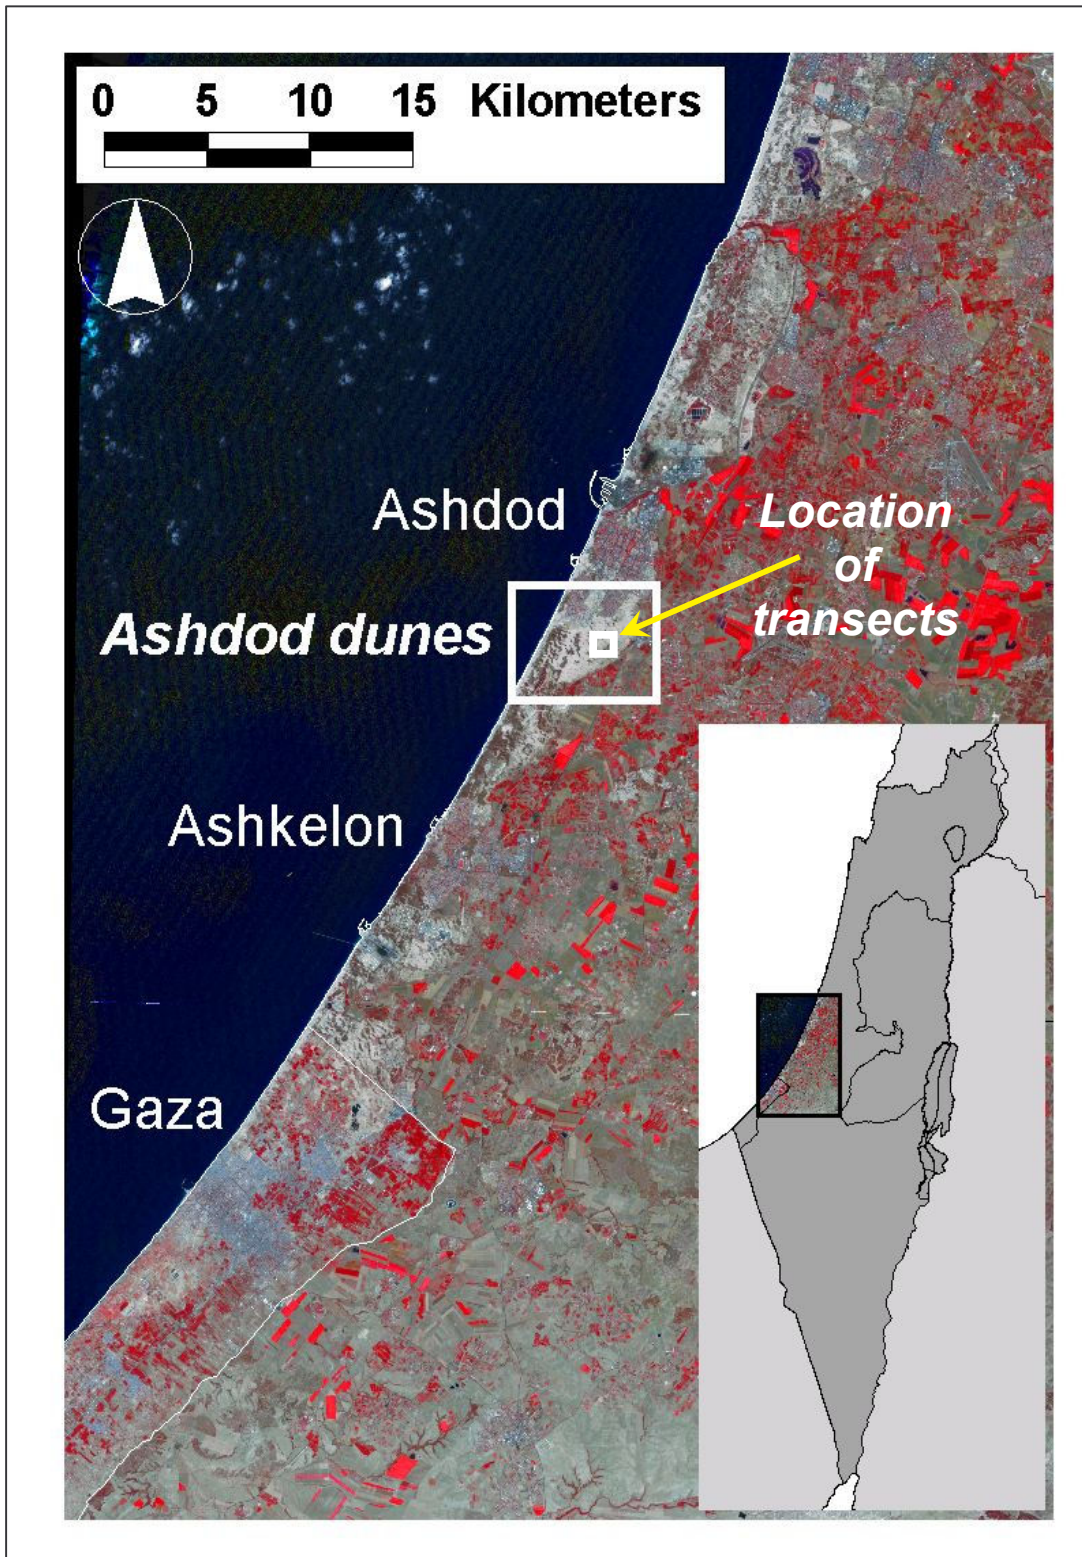 0 5 10 15 Kilometers
Ashdod
Location
of
transects
Ashdod dunes
Ashkelon
Gaza